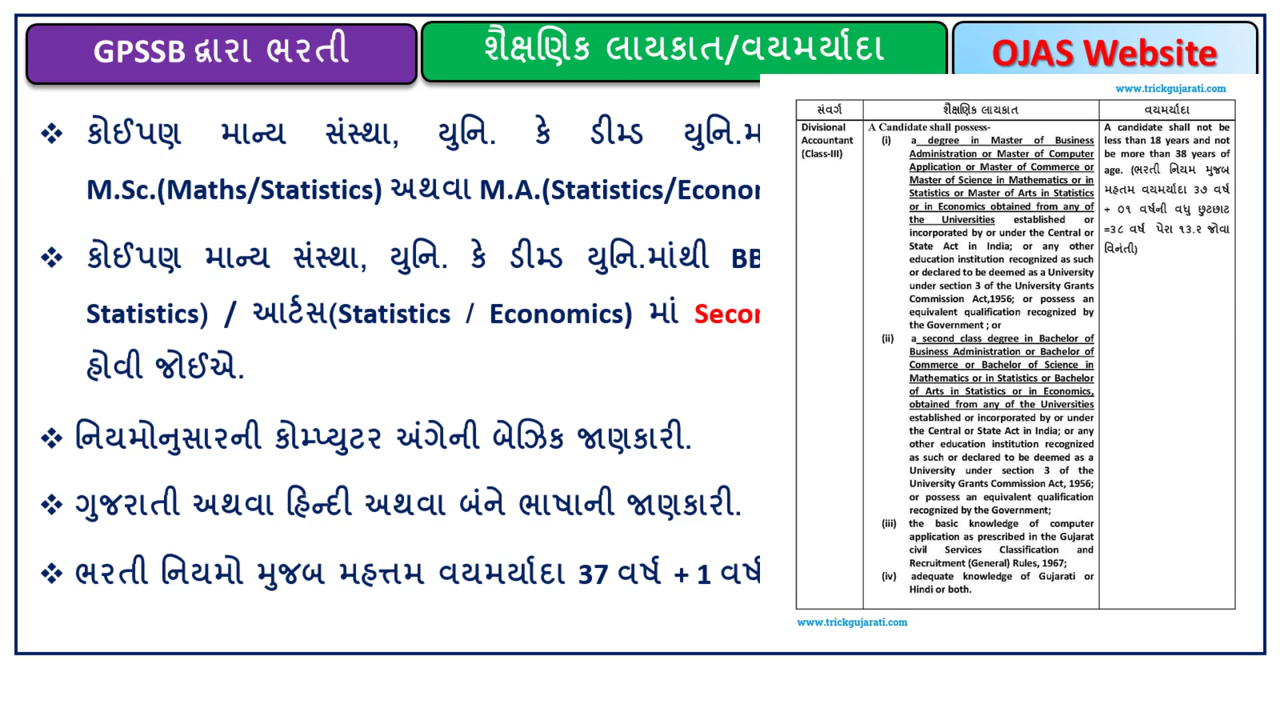 GPSSB દ્વારા ભરતી
શૈક્ષણિક લાયકાત/વયમર્યાદા
OJAS Website
❖ કોઈપણ માન્ય સંસ્થા, યુનિ. કે ડીમ્ડ યુનિ.માં
M.Sc.(Maths/Statistics) અથવા M.A.(Statistics/Econom
❖ કોઈપણ માન્ય સંસ્થા, યુનિ. કે ડીમ્ડ યુનિ.માંથી BB
Statistics) / આર્ટસ(Statistics / Economics) માં Secon
હોવી જોઈએ.
❖ નિયમોનુસારની કોમ્પ્યુટર અંગેની બેઝિક જાણકારી.
❖ ગુજરાતી અથવા હિન્દી અથવા બંને ભાષાની જાણકારી.
❖ ભરતી નિયમો મુજબ મહત્તમ વયમર્યાદા 37 વર્ષ + 1 વર્ષ
www.trickgujarati.com
સંવર્ગ
Divisional
Accountant
(Class-III)
શૈક્ષણિક લાયકાત
A Candidate shall possess-
(i) a degree in Master of Business
Administration or Master of Computer
Application or Master of Commerce or
Master of Science in Mathematics or in
Statistics or Master of Arts in Statistics
or in Economics obtained from any of
the Universities established or
incorporated by or under the Central or
State Act in India; or any other
education institution recognized as such
or declared to be deemed as a University
under section 3 of the University Grants
Commission Act,1956; or possess an
equivalent qualification recognized by
the Government ; or
(ii) a second class degree in Bachelor of
Business Administration or Bachelor of
Commerce or Bachelor of Science in
Mathematics or in Statistics or Bachelor
of Arts in Statistics or in Economics,
obtained from any of the Universities
established or incorporated by or under
the Central or State Act in India; or any
other education institution recognized
as such or declared to be deemed as a
University under section 3 of the
University Grants Commission Act, 1956;
or possess an equivalent qualification
recognized by the Government;
(iii) the basic knowledge of computer
application as prescribed in the Gujarat
civil Services Classification and
Recruitment (General) Rules, 1967;
(iv) adequate knowledge of Gujarati or
Hindi or both.
વયમર્યાદા
A candidate shall not be
less than 18 years and not
be more than 38 years of
age. (ભરતી નિયમ મુજબ
મહતમ વયમર્યાદા ૩૭ વર્ષ
+ ૦૧ વર્ષની વધુ છુટછાટ
=૩૮ વર્ષ પેરા ૧૩.૨ જોવા
વિનંતી)
www.trickgujarati.com